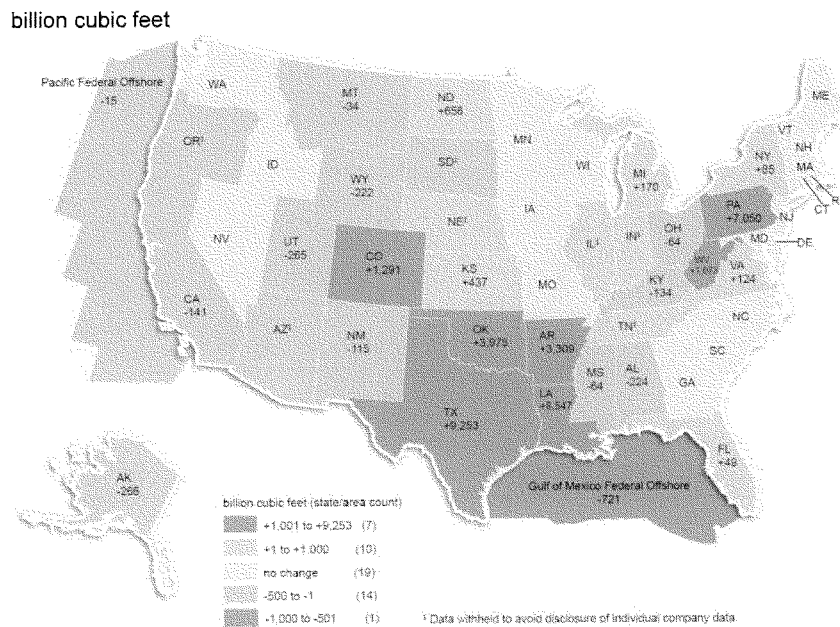 billion cubic feet
Pacific Federal Offshore
-15
WA
MT
-34
ND
+658
MN
ME
VT
NH
MA
OR¹
ID
SD¹
WI
MI
+170
NY
+85
WY
-222
IA
PA
+7,050
CT
NJ
NV
UT
-265
CO
+1,291
NE¹
IL¹
IN¹
OH
-64
MD
DE
WV
VA
+124
KS
+437
MO
KY
-134
CA
-141
AZ¹
NM
-115
OK
+3,975
AR
+3,309
TN¹
NC
SC
MS
-64
AL
-224
GA
TX
+9,253
LA
FL
+49
AK
Gulf of Mexico Federal Offshore
-721
billion cubic feet (state/area count)
+1,001 to +9,253 (7)
+1 to +1,000 (10)
no change (19)
-500 to -1 (14)
-1,000 to -501 (1)
¹ Data withheld to avoid disclosure of individual company data.